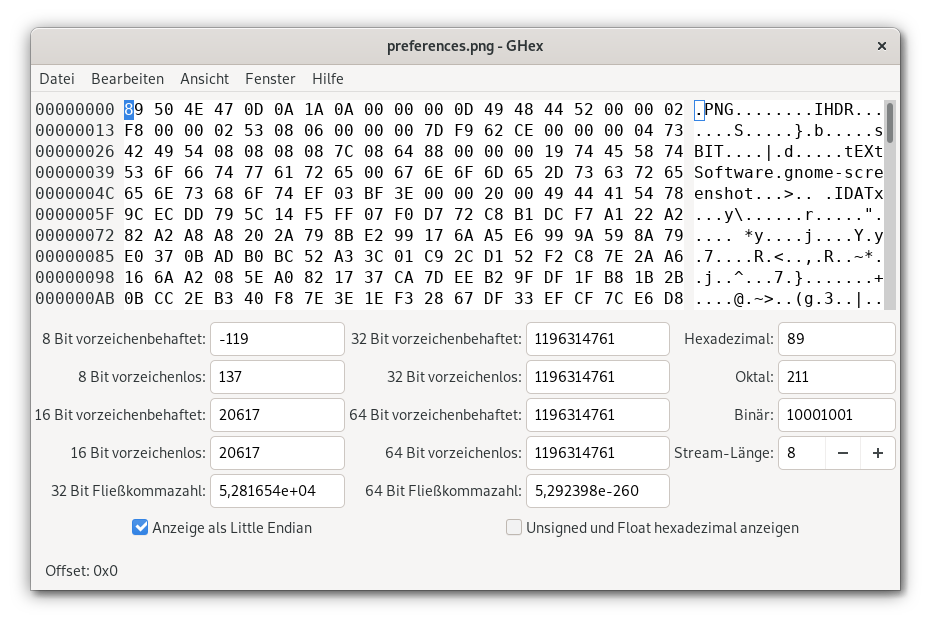 preferences.png - GHex
Datei Bearbeiten Ansicht Fenster Hilfe
00000000 89 50 4E 47 0D 0A 1A 0A 00 00 00 0D 49 48 44 52 00 00 02 .PNG........IHDR...
00000013 F8 00 00 02 53 08 06 00 00 00 7D F9 62 CE 00 00 00 04 73 ....S.....}.b.....s
00000026 42 49 54 08 08 08 08 7C 08 64 88 00 00 00 19 74 45 58 74 BIT....|.d.....tEXt
00000039 53 6F 66 74 77 61 72 65 00 67 6E 6F 6D 65 2D 73 63 72 65 Software.gnome-scre
0000004C 65 6E 73 68 6F 74 EF 03 BF 3E 00 00 20 00 49 44 41 54 78 enshot...>.. .IDATx
0000005F 9C EC DD 79 5C 14 F5 FF 07 F0 D7 72 C8 B1 DC F7 A1 22 A2 ...y\......r.....".
00000072 82 A2 A8 A8 20 2A 79 8B E2 99 17 6A A5 E6 99 9A 59 8A 79 .... *y....j....Y.y
00000085 E0 37 0B AD B0 BC 52 A3 3C 01 C9 2C D1 52 F2 C8 7E 2A A6 .7....R.<..,.R..~*.
00000098 16 6A A2 08 5E A0 82 17 37 CA 7D EE B2 9F DF 1F B8 1B 2B .j..^...7.}.......+
000000AB 0B CC 2E B3 40 F8 7E 3E 1E F3 28 67 DF 33 EF CF 7C E6 D8 ....@.~>..(g.3..|..
8 Bit vorzeichenbehaftet: -119 32 Bit vorzeichenbehaftet: 1196314761 Hexadezimal: 89
8 Bit vorzeichenlos: 137 32 Bit vorzeichenlos: 1196314761 Oktal: 211
16 Bit vorzeichenbehaftet: 20617 64 Bit vorzeichenbehaftet: 1196314761 Binär: 10001001
16 Bit vorzeichenlos: 20617 64 Bit vorzeichenlos: 1196314761 Stream-Länge: 8 − +
32 Bit Fließkommazahl: 5,281654e+04 64 Bit Fließkommazahl: 5,292398e-260
Anzeige als Little Endian Unsigned und Float hexadezimal anzeigen
Offset: 0x0